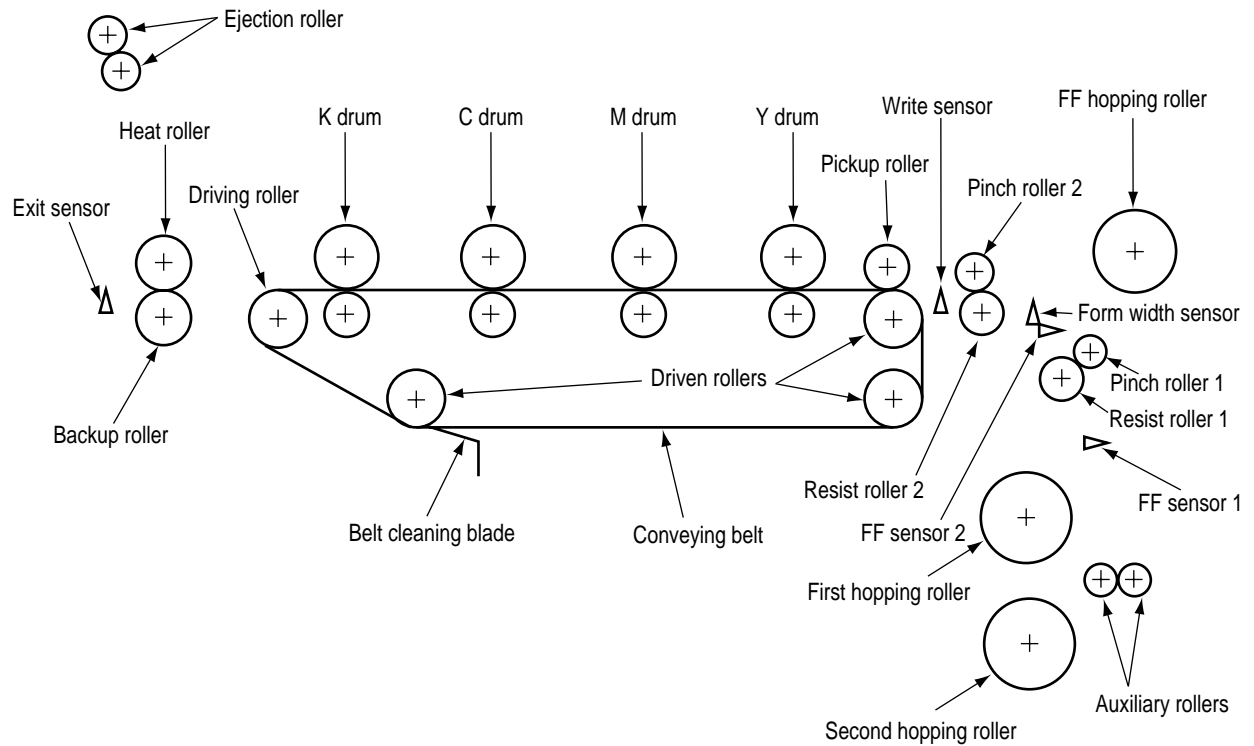 Ejection roller
FF hopping roller
Write sensor
K drum
C drum
M drum
Y drum
Heat roller
Pickup roller
Pinch roller 2
Driving roller
Exit sensor
Form width sensor
Driven rollers
Pinch roller 1
Resist roller 1
Backup roller
Resist roller 2
FF sensor 1
Belt cleaning blade
Conveying belt
FF sensor 2
First hopping roller
Auxiliary rollers
Second hopping roller